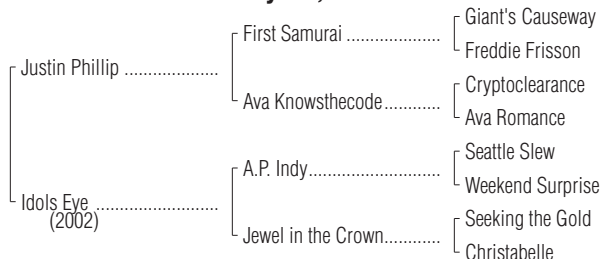 Giant's Causeway
First Samurai ...................
Freddie Frisson
Justin Phillip ...................
Cryptoclearance
Ava Knowsthecode............
Ava Romance
Seattle Slew
A.P. Indy..........................
Weekend Surprise
Idols Eye .........................
(2002)
Seeking the Gold
Jewel in the Crown............
Christabelle